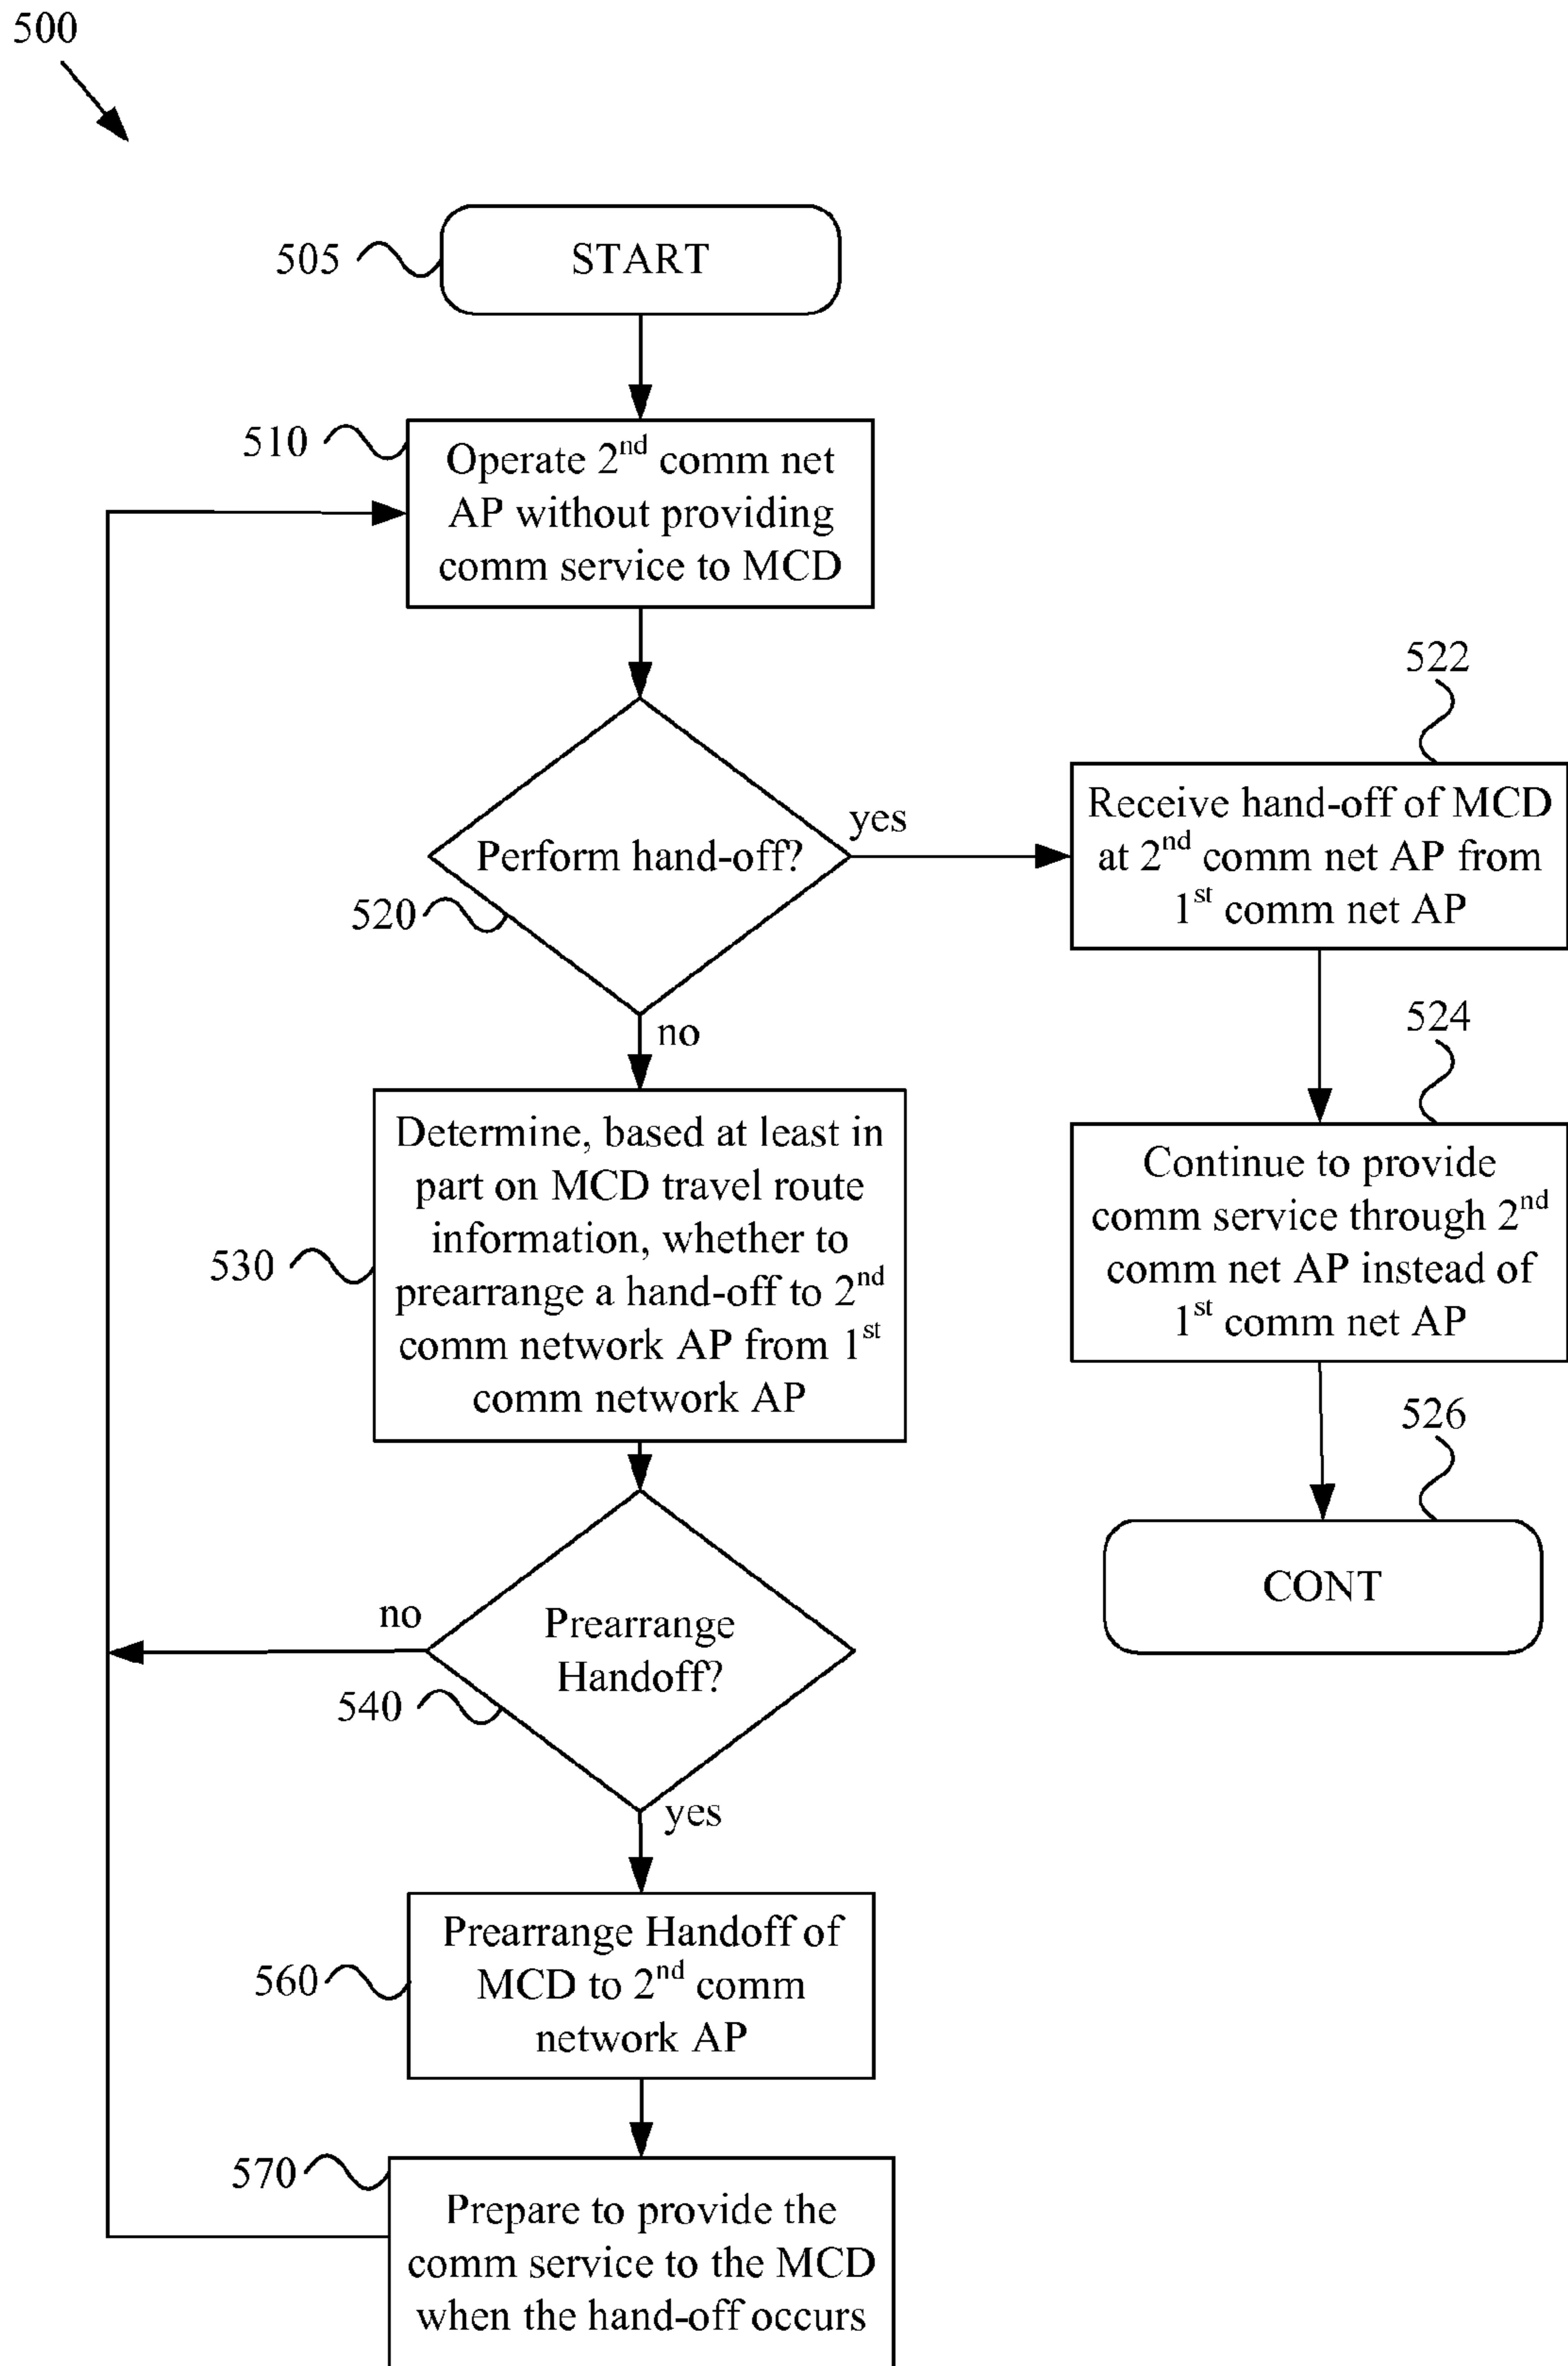 500
505
START
510
Operate 2nd comm net
AP without providing
comm service to MCD
520
Perform hand-off?
yes
no
522
Receive hand-off of MCD
at 2nd comm net AP from
1st comm net AP
524
Continue to provide
comm service through 2nd
comm net AP instead of
1st comm net AP
526
CONT
530
Determine, based at least in
part on MCD travel route
information, whether to
prearrange a hand-off to 2nd
comm network AP from 1st
comm network AP
540
Prearrange
Handoff?
no
yes
560
Prearrange Handoff of
MCD to 2nd comm
network AP
570
Prepare to provide the
comm service to the MCD
when the hand-off occurs